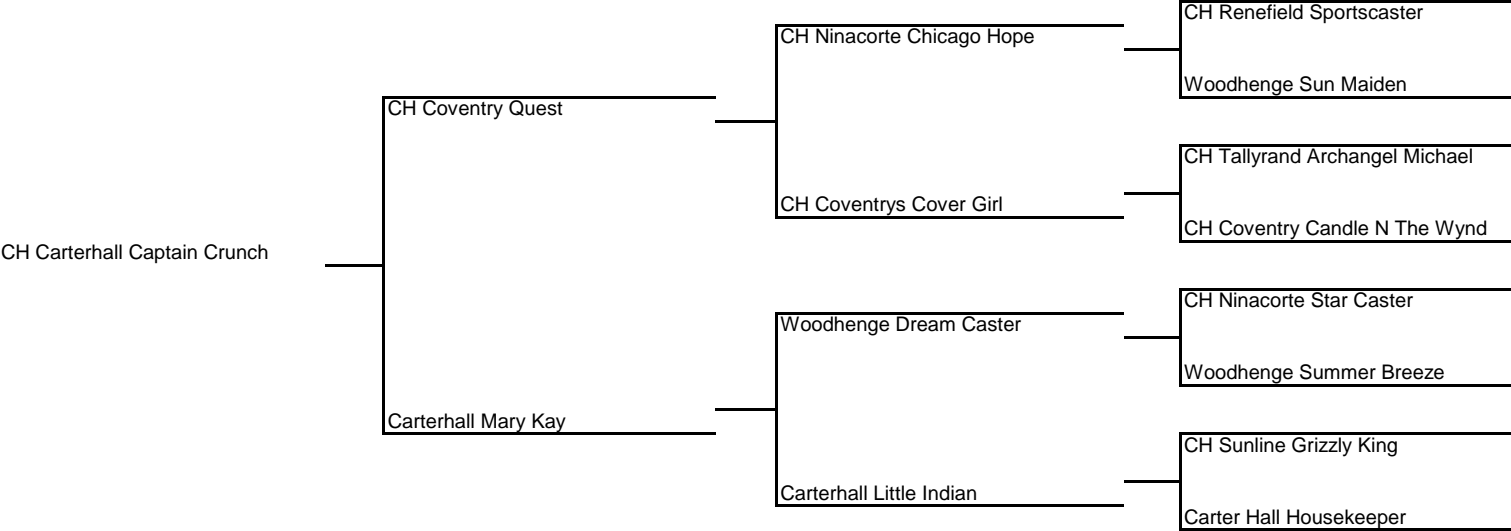 CH Renefield Sportscaster
CH Ninacorte Chicago Hope
Woodhenge Sun Maiden
CH Coventry Quest
CH Tallyrand Archangel Michael
CH Coventrys Cover Girl
CH Coventry Candle N The Wynd
CH Carterhall Captain Crunch
CH Ninacorte Star Caster
Woodhenge Dream Caster
Woodhenge Summer Breeze
Carterhall Mary Kay
CH Sunline Grizzly King
Carterhall Little Indian
Carter Hall Housekeeper